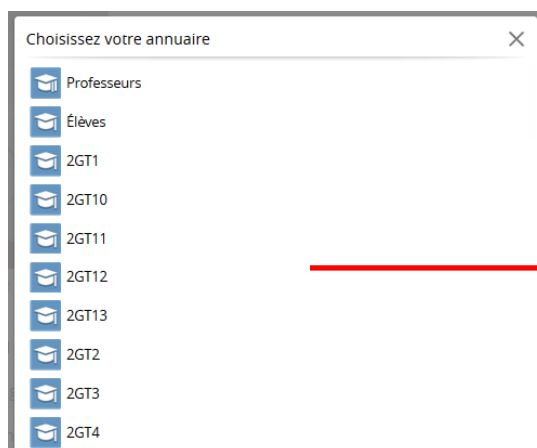 Choisissez votre annuaire
Professeurs
Élèves
2GT1
2GT10
2GT11
2GT12
2GT13
2GT2
2GT3
2GT4